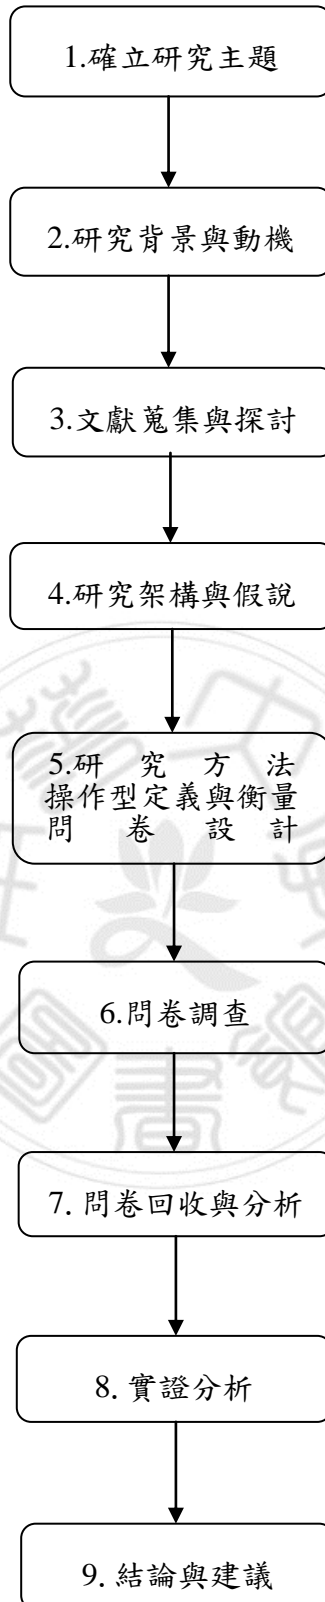 1.確立研究主題
2.研究背景與動機
3.文獻蒐集與探討
4.研究架構與假說
5.研究方法
操作型定義與衡量
問卷設計
6.問卷調查
7. 問卷回收與分析
8. 實證分析
9. 結論與建議